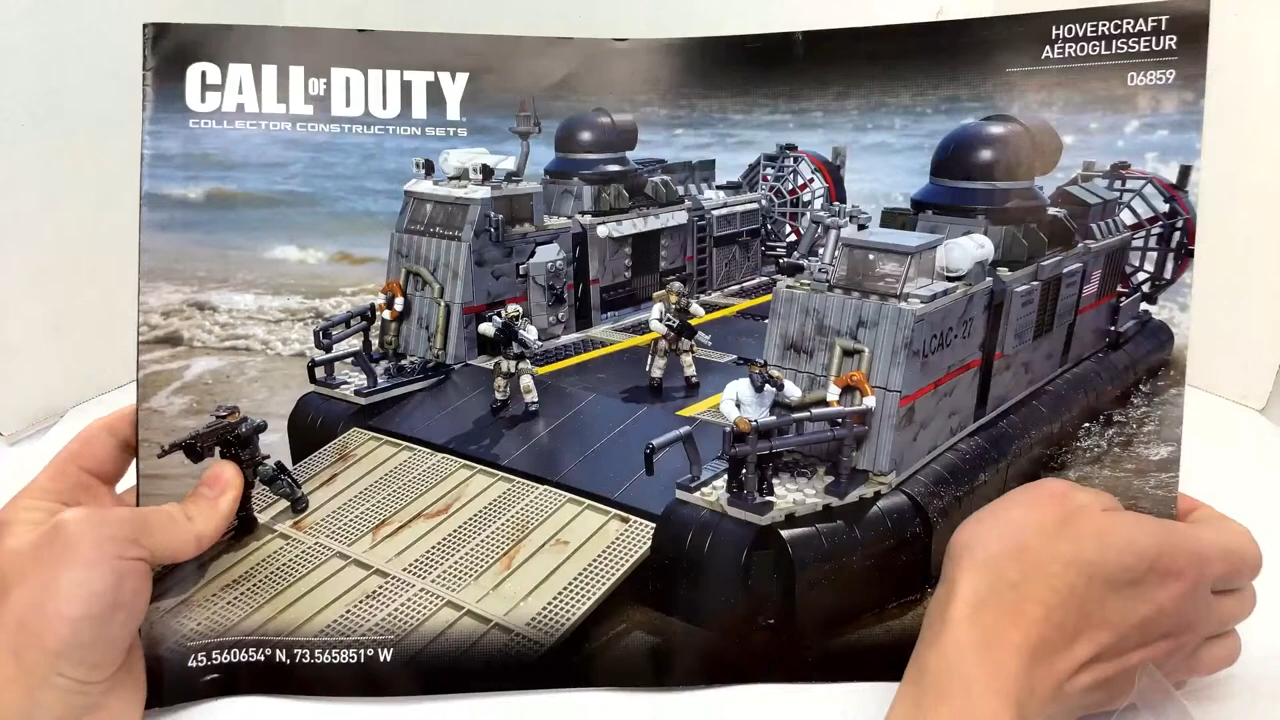 CALL OF DUTY
COLLECTOR CONSTRUCTION SETS
HOVERCRAFT
AÉROGLISSEUR
06859
LCAC-27
45.560654° N, 73.565851° W